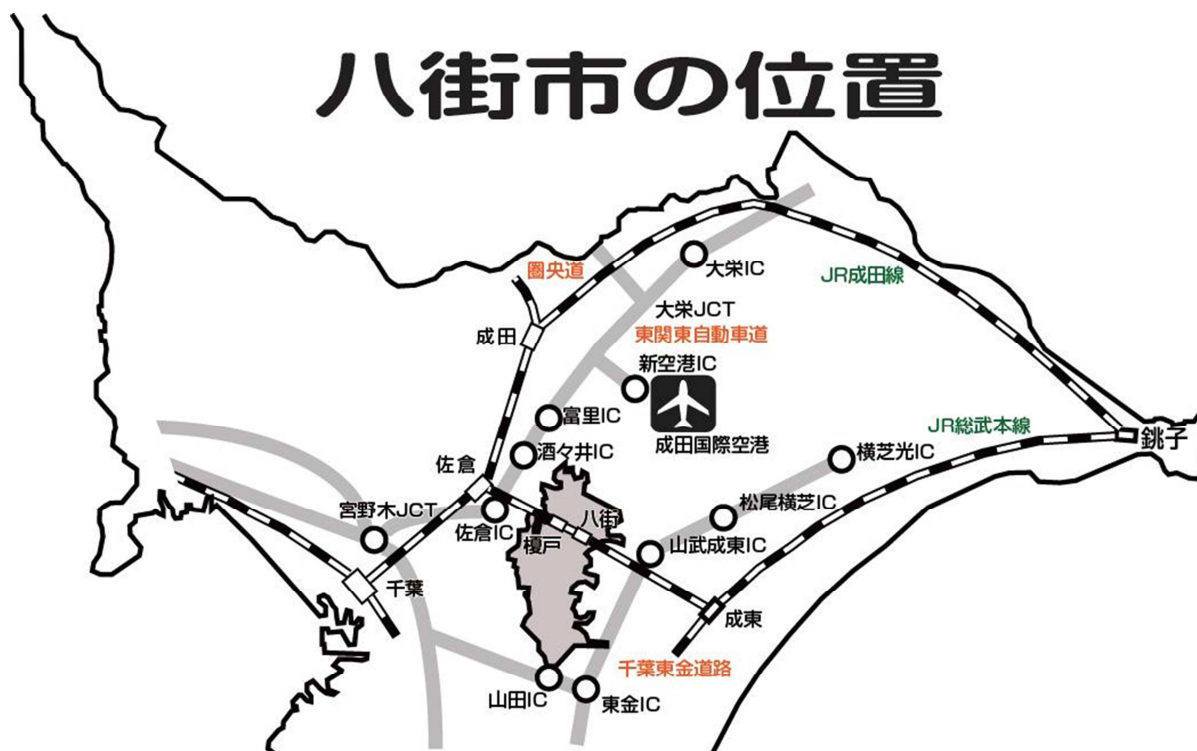 八街市の位置
圏央道
大栄IC
JR成田線
大栄JCT
成田
東関東自動車道
新空港IC
富里IC
成田国際空港
JR総武本線
銚子
酒々井IC
横芝光IC
佐倉
松尾横芝IC
宮野木JCT
佐倉IC
八街
榎戸
山武成東IC
千葉
成東
千葉東金道路
山田IC
東金IC